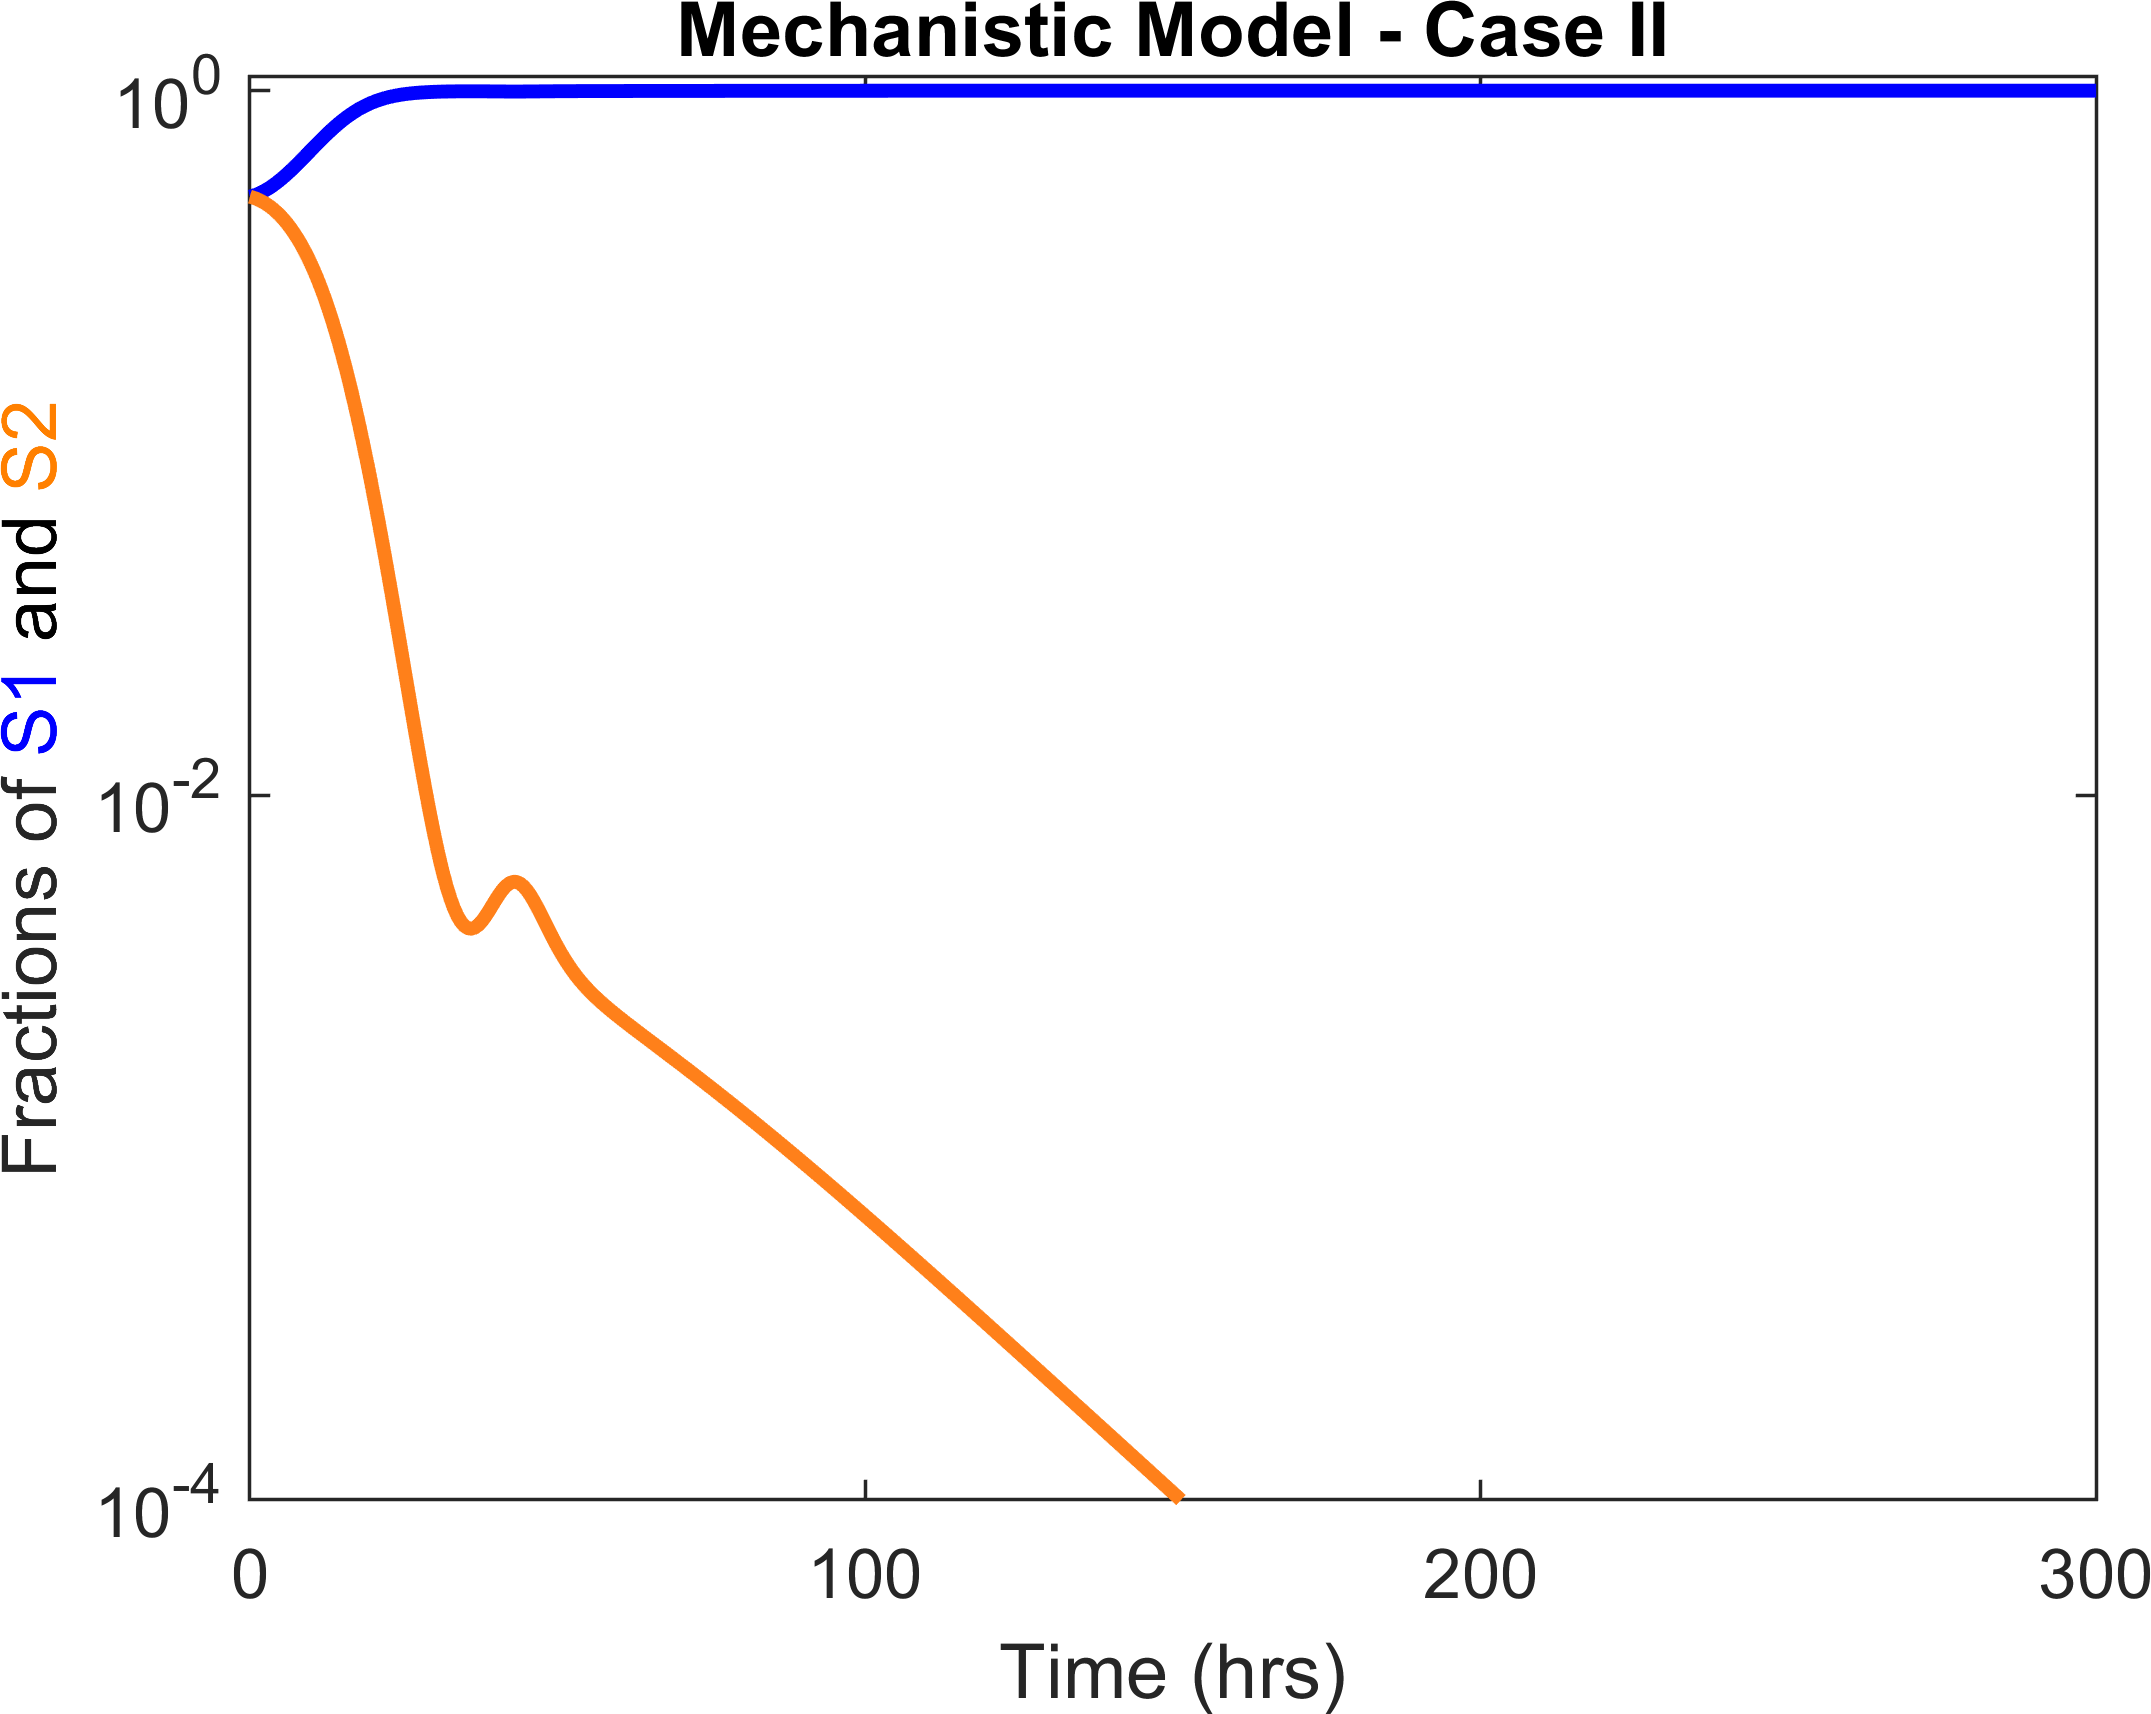 Mechanistic Model - Case II
Fractions of S1 and S2
10^0
10^-2
10^-4
0 100 200 300
Time (hrs)